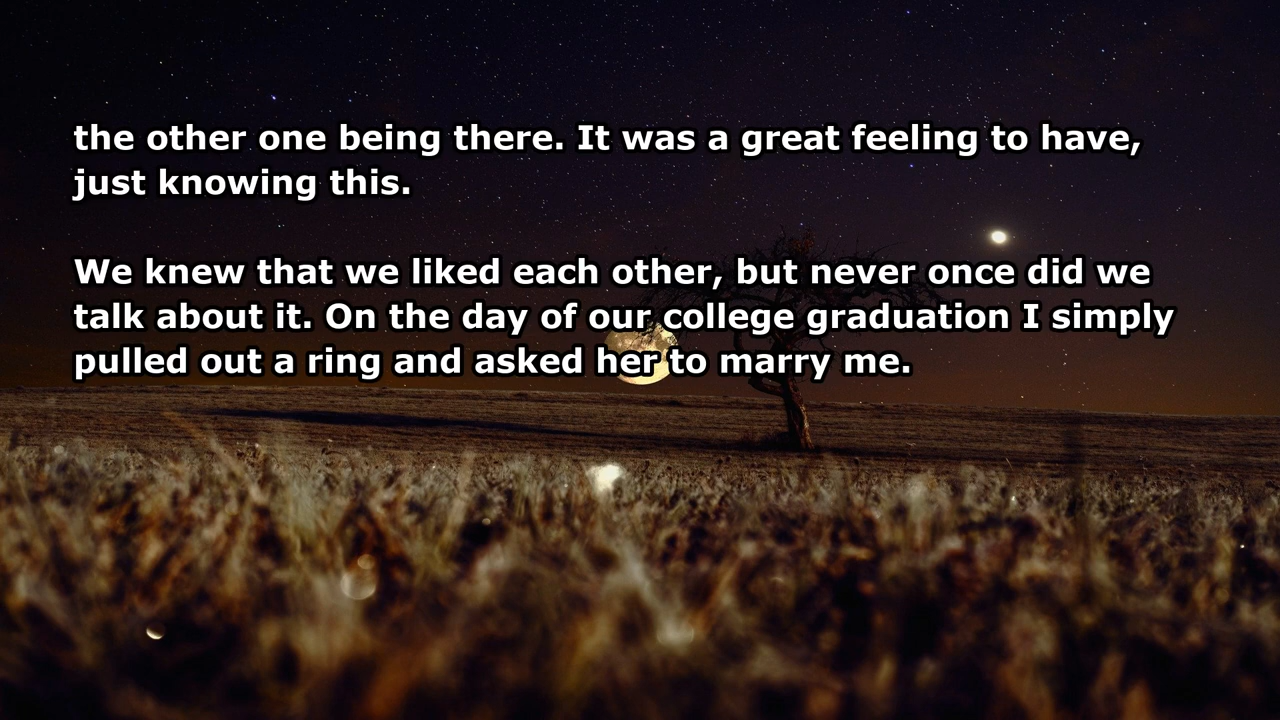 the other one being there. It was a great feeling to have,
just knowing this.
We knew that we liked each other, but never once did we
talk about it. On the day of our college graduation I simply
pulled out a ring and asked her to marry me.